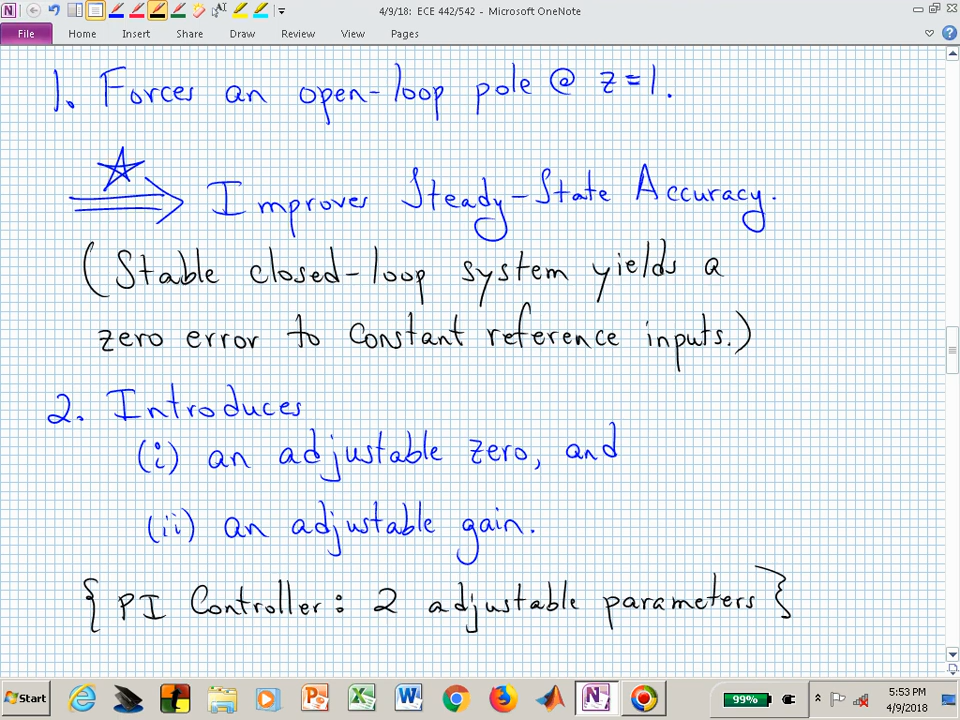 4/9/18: ECE 442/542 - Microsoft OneNote
File Home Insert Share Draw Review View Pages
1. Forces an open-loop pole @ z=1.
Improves Steady-State Accuracy.
(Stable closed-loop system yields a
zero error to constant reference inputs.)
2. Introduces
(i) an adjustable zero, and
(ii) an adjustable gain.
{ PI Controller: 2 adjustable parameters }
Start 99% 5:53 PM
4/9/2018